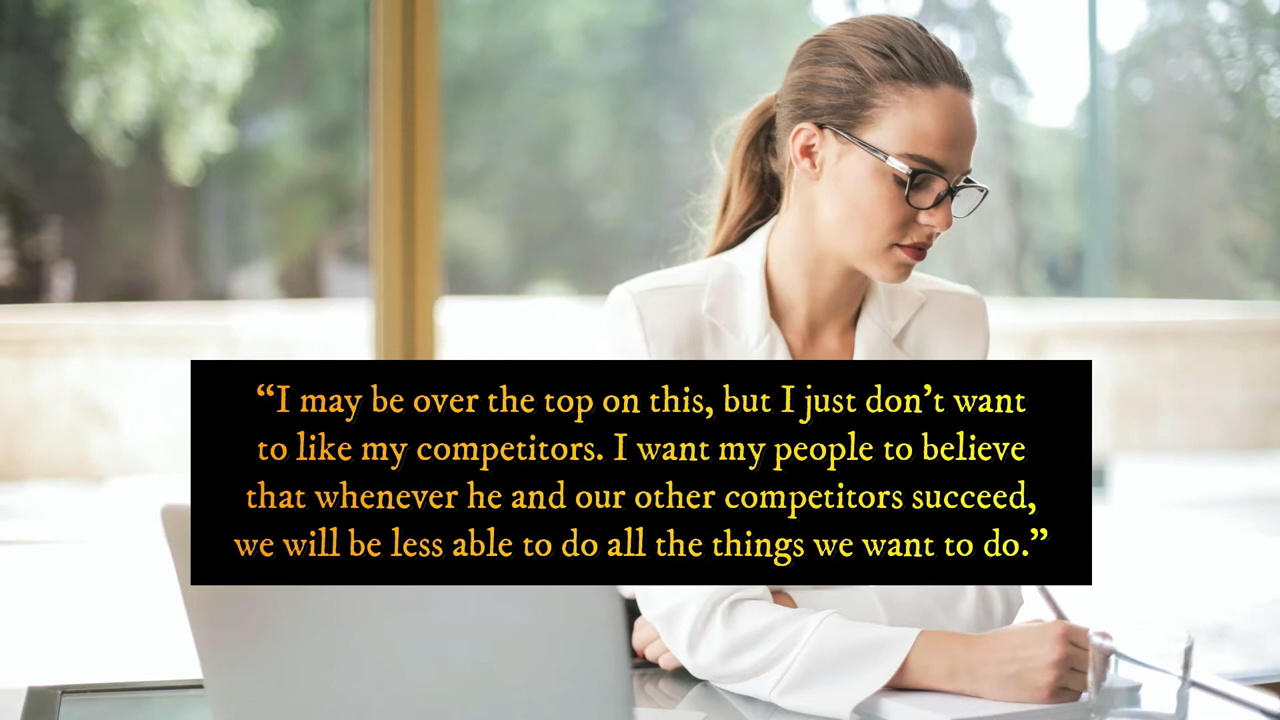 “I may be over the top on this, but I just don’t want
to like my competitors. I want my people to believe
that whenever he and our other competitors succeed,
we will be less able to do all the things we want to do.”